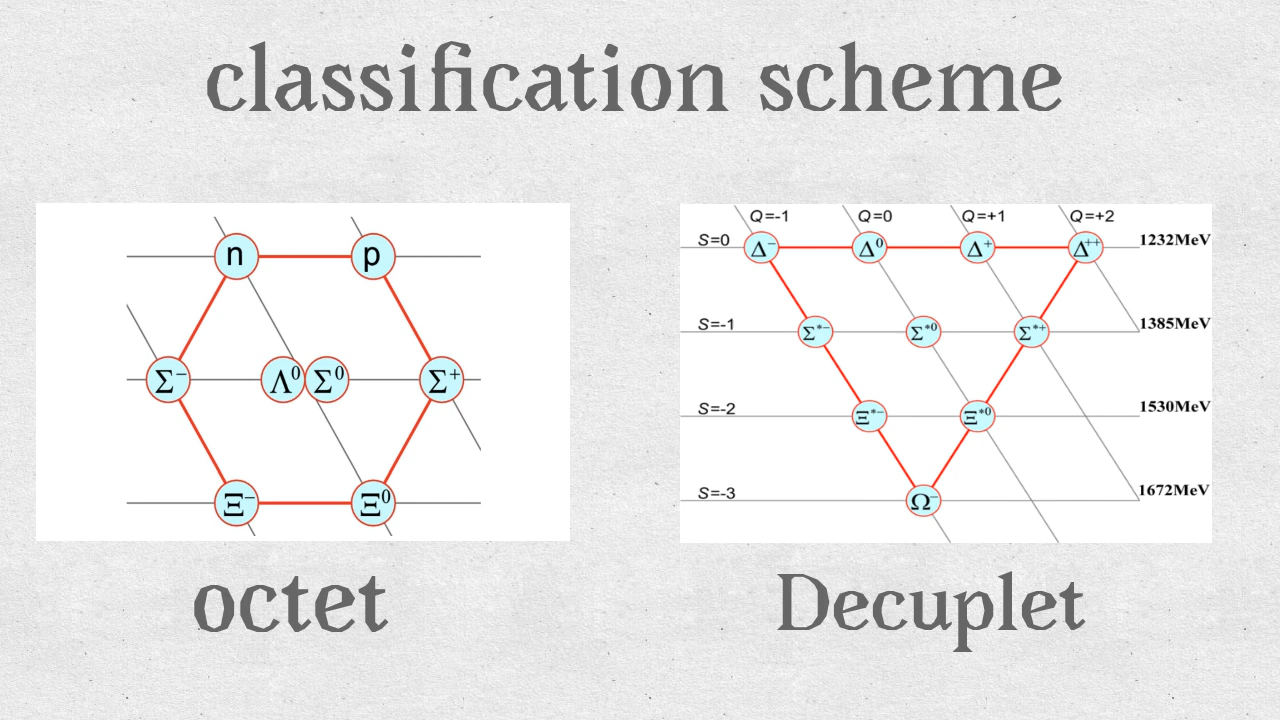 classification scheme
n p
Σ⁻ Λ⁰ Σ⁰ Σ⁺
Ξ⁻ Ξ⁰
octet
Q=-1 Q=0 Q=+1 Q=+2
S=0 Δ⁻ Δ⁰ Δ⁺ Δ⁺⁺ 1232MeV
S=-1 Σ*⁻ Σ*⁰ Σ*⁺ 1385MeV
S=-2 Ξ*⁻ Ξ*⁰ 1530MeV
S=-3 Ω⁻ 1672MeV
Decuplet